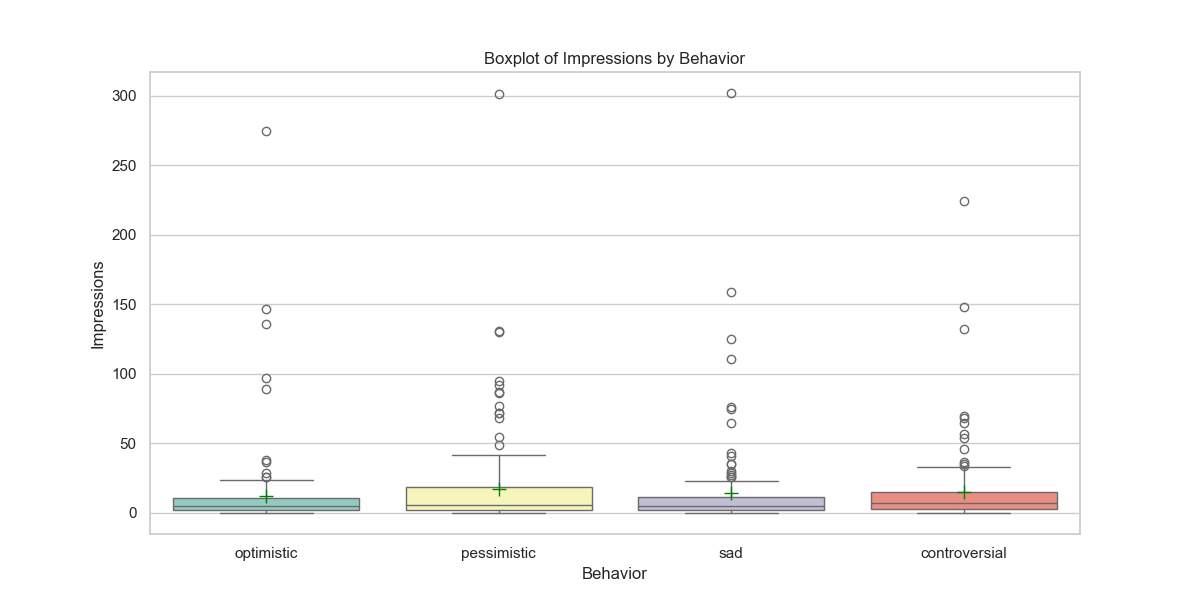 Boxplot of Impressions by Behavior
300
250
200
150
100
50
0
Impressions
optimistic pessimistic sad controversial
Behavior